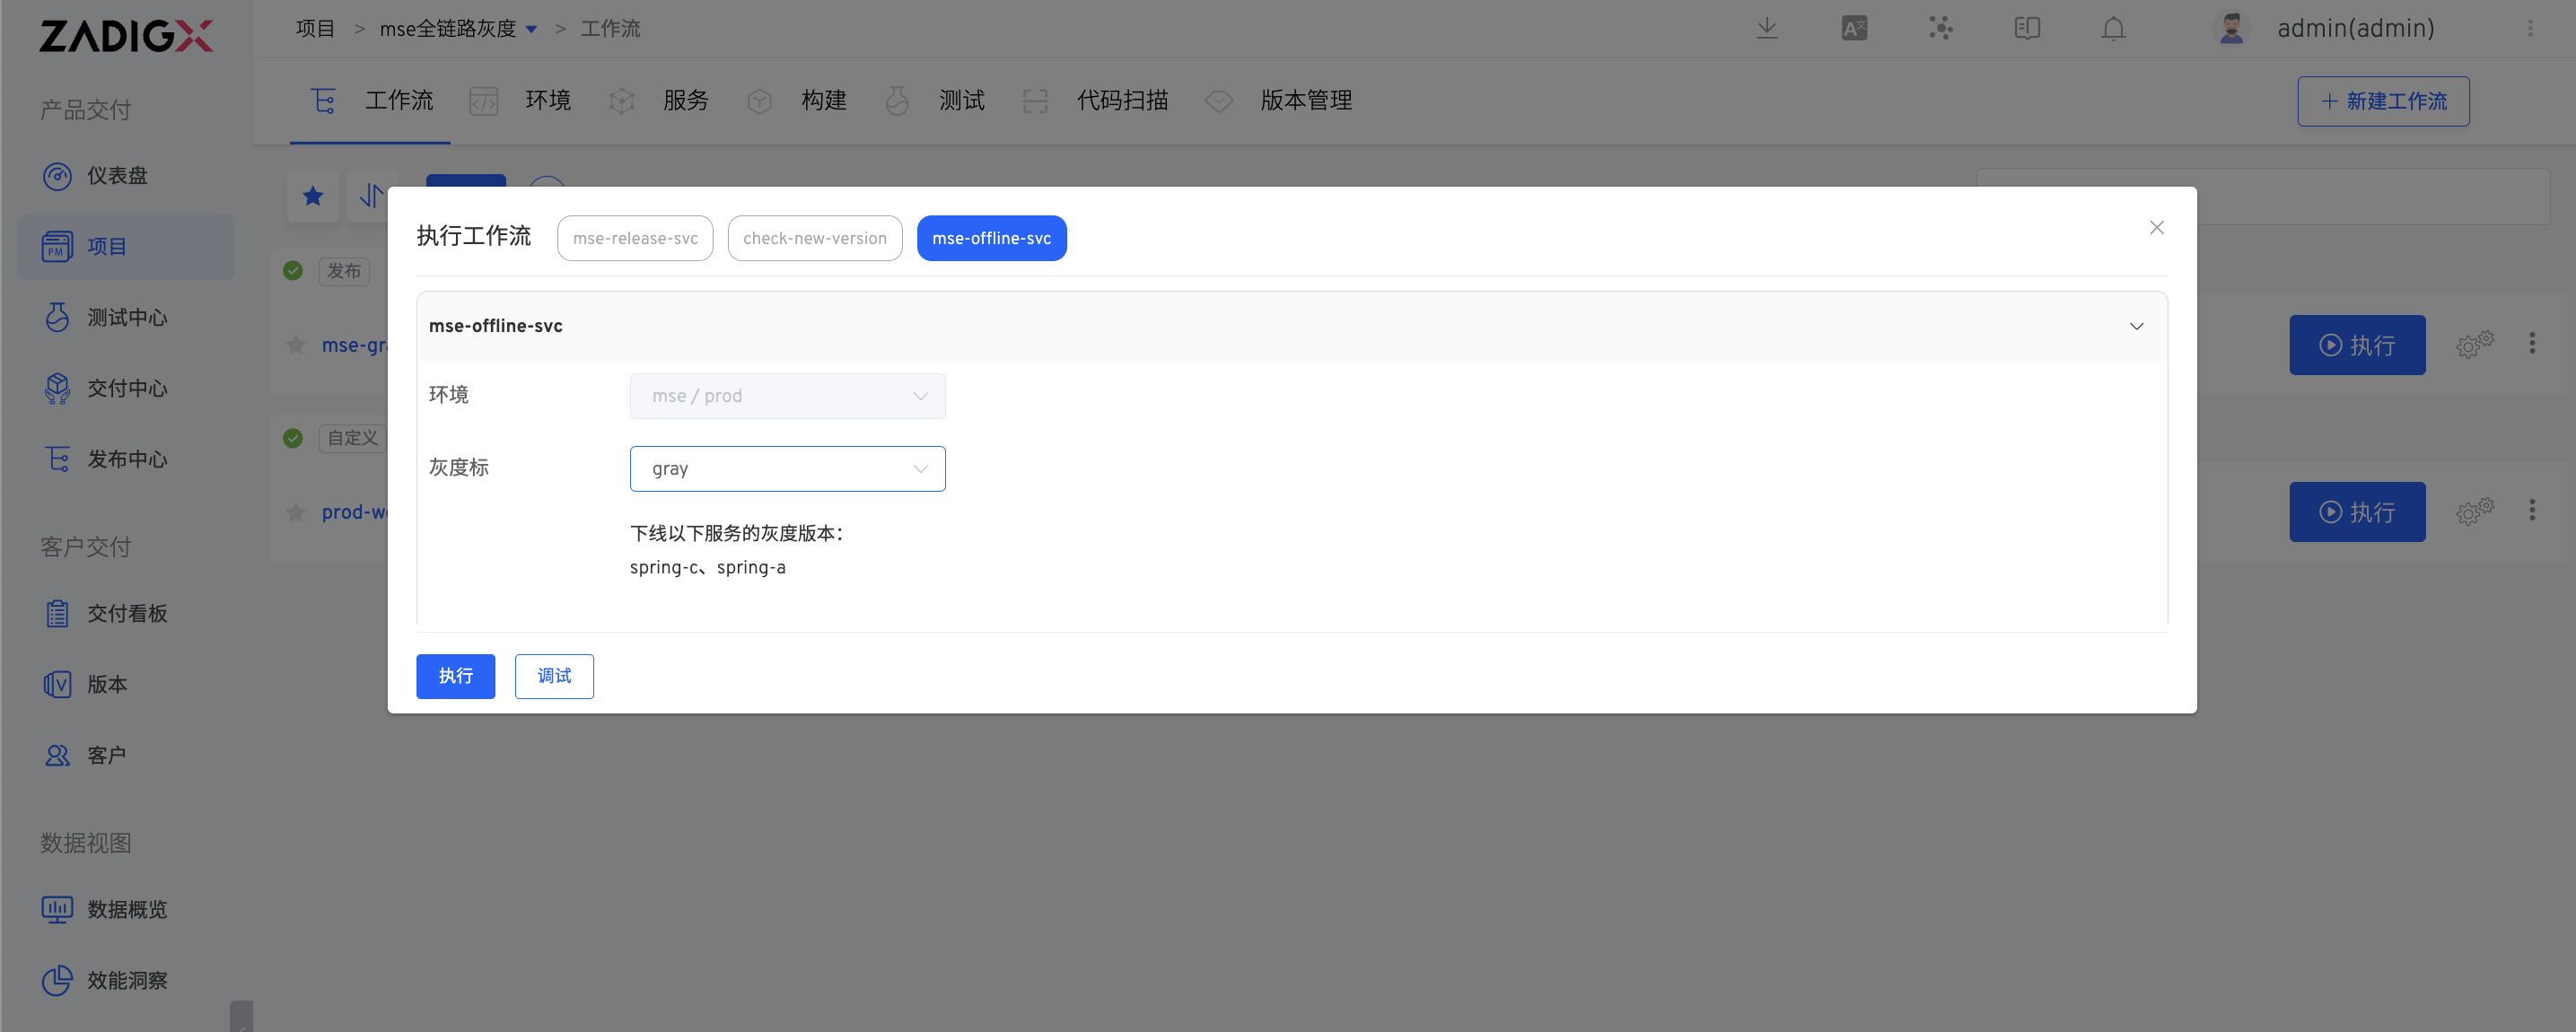 ZADIGX
项目 > mse全链路灰度 > 工作流
admin(admin)
工作流 环境 服务 构建 测试 代码扫描 版本管理
+ 新建工作流
产品交付
仪表盘
PM 项目
测试中心
交付中心
发布中心
客户交付
交付看板
版本
客户
数据视图
数据概览
效能洞察
发布
mse-gr
执行
自定义
prod-w
执行
执行工作流 mse-release-svc check-new-version mse-offline-svc
mse-offline-svc
环境 mse / prod
灰度标 gray
下线以下服务的灰度版本：
spring-c、spring-a
执行 调试